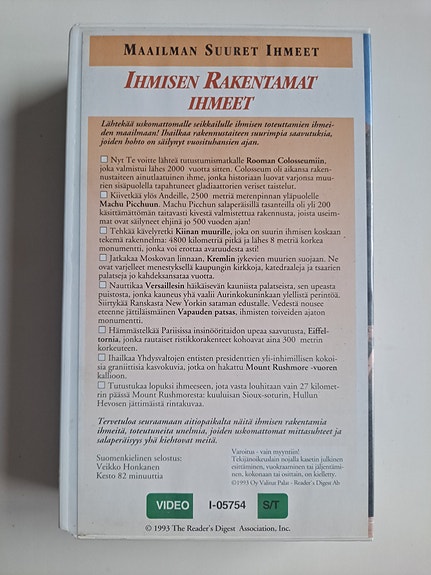 MAAILMAN SUURET IHMEET
IHMISEN RAKENTAMAT
IHMEET
Lähtekää uskomattomalle seikkailulle ihmisen toteuttamien ihmei-
den maailmaan! Ihailkaa rakennustaiteen suurimpia saavutuksia,
joiden hohto on säilynyt vuosituhansien ajan.
Nyt Te voitte lähteä tutustumismatkalle Rooman Colosseumiin,
joka valmistui lähes 2000 vuotta sitten. Colosseum oli aikansa raken-
nustaiteen ainutlaatuinen ihme, jonka historiaan luovat varjonsa muu-
rien sisäpuolella tapahtuneet gladiaattorien veriset taistelut.
Kiivetkää ylös Andeille, 2500 metriä merenpinnan yläpuolelle
Machu Picchuun. Machu Picchun salaperäisillä tasanteilla oli yli 200
käsittämättömän taitavasti kivestä valmistettua rakennusta, joista useim-
mat ovat säilyneet ehjinä jo 500 vuoden ajan!
Tehkää kävelyretki Kiinan muurille, joka on suurin ihmisen koskaan
tekemä rakennelma: 4800 kilometriä pitkä ja lähes 8 metriä korkea
monumentti, jonka voi erottaa avaruudesta asti!
Jatkakaa Moskovan linnaan, Kremlin jykevien muurien suojaan. Ne
ovat varjelleet menestyksellä kaupungin kirkkoja, katedraaleja ja tsaarien
palatseja jo kahdeksansataa vuotta.
Nauttikaa Versaillesin häikäisevän kauniista palatseista, sen upeasta
puistosta, jonka kauneus yhä vaalii Aurinkokuninkaan ylellistä perintöä.
Siirtykää Ranskasta New Yorkin sataman edustalle. Vedestä nousee
eteenne jättiläismäinen Vapauden patsas, ihmisten toiveiden ajaton
monumentti.
Hämmästelkää Pariisissa insinööritaidon upeaa saavutusta, Eiffel-
tornia, jonka rautaiset ristikkorakenteet kohoavat aina 300 metrin
korkeuteen.
Ihailkaa Yhdysvaltojen entisten presidenttien yli-inhimillisen kokoi-
sia graniittisia kasvokuvia, jotka on hakattu Mount Rushmore -vuoren
kallioon.
Tutustukaa lopuksi ihmeeseen, jota vasta louhitaan vain 27 kilomet-
rin päässä Mount Rushmoresta: kuuluisan Sioux-soturin, Hullun
Hevosen jättimäistä rintakuvaa.
Tervetuloa seuraamaan aitiopaikalta näitä ihmisen rakentamia
ihmeitä, toteutuneita unelmia, joiden uskomattomat mittasuhteet ja
salaperäisyys yhä kiehtovat meitä.
Suomenkielinen selostus:
Veikko Honkanen
Kesto 82 minuuttia
Varoitus - vain myyntiin!
Tekijänoikeuslain nojalla kasetin julkinen
esittäminen, vuokraaminen tai jäljentämi-
nen, kokonaan tai osittain, on kielletty.
©1993 Oy Valitut Palat - Reader's Digest Ab
VIDEO I-05754 S/T
© 1993 The Reader's Digest Association, Inc.